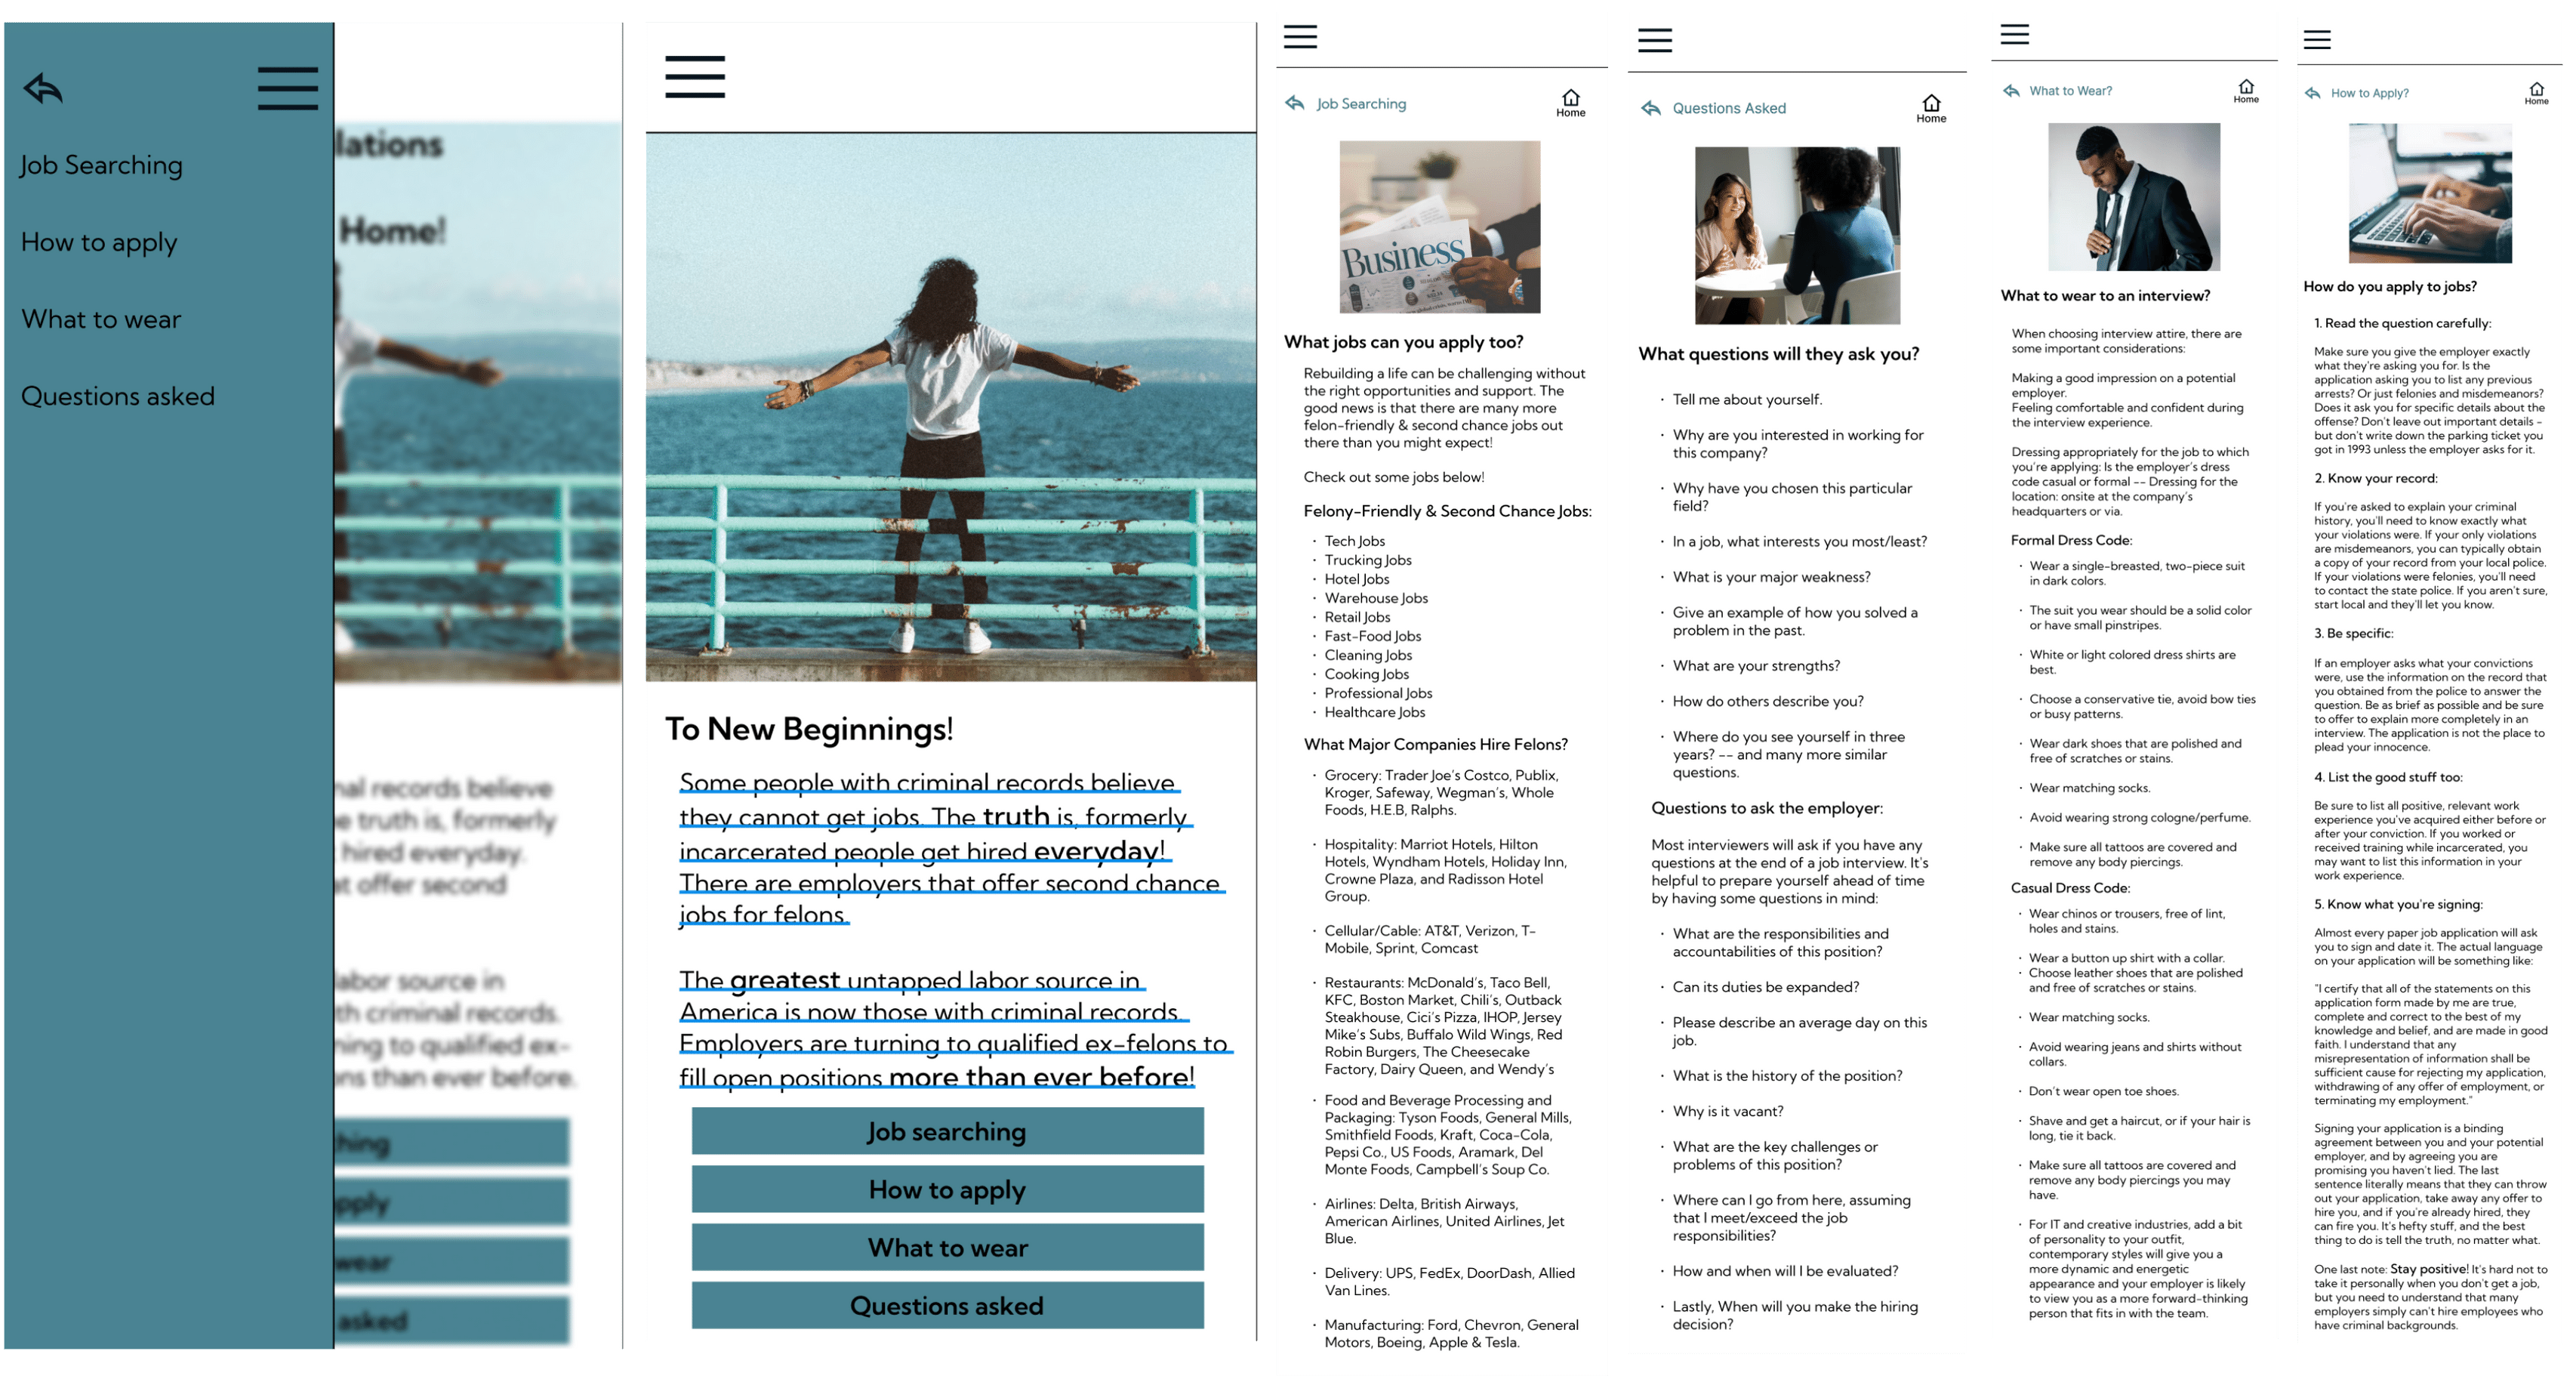 Job Searching
How to apply
What to wear
Questions asked
lations
Home!
nal records believe
e truth is, formerly
hired everyday.
at offer second
labor source in
th criminal records.
ning to qualified ex-
ons than ever before.
hing
pply
wear
asked
To New Beginnings!
Some people with criminal records believe
they cannot get jobs. The truth is, formerly
incarcerated people get hired everyday!
There are employers that offer second chance
jobs for felons.
The greatest untapped labor source in
America is now those with criminal records.
Employers are turning to qualified ex-felons to
fill open positions more than ever before!
Job searching
How to apply
What to wear
Questions asked
Job Searching
Home
Business
What jobs can you apply too?
Rebuilding a life can be challenging without
the right opportunities and support. The
good news is that there are many more
felon-friendly & second chance jobs out
there than you might expect!
Check out some jobs below!
Felony-Friendly & Second Chance Jobs:
· Tech Jobs
· Trucking Jobs
· Hotel Jobs
· Warehouse Jobs
· Retail Jobs
· Fast-Food Jobs
· Cleaning Jobs
· Cooking Jobs
· Professional Jobs
· Healthcare Jobs
What Major Companies Hire Felons?
· Grocery: Trader Joe's Costco, Publix,
Kroger, Safeway, Wegman's, Whole
Foods, H.E.B, Ralphs.
· Hospitality: Marriot Hotels, Hilton
Hotels, Wyndham Hotels, Holiday Inn,
Crowne Plaza, and Radisson Hotel
Group.
· Cellular/Cable: AT&T, Verizon, T-
Mobile, Sprint, Comcast
· Restaurants: McDonald's, Taco Bell,
KFC, Boston Market, Chili's, Outback
Steakhouse, Cici's Pizza, IHOP, Jersey
Mike's Subs, Buffalo Wild Wings, Red
Robin Burgers, The Cheesecake
Factory, Dairy Queen, and Wendy's
· Food and Beverage Processing and
Packaging: Tyson Foods, General Mills,
Smithfield Foods, Kraft, Coca-Cola,
Pepsi Co., US Foods, Aramark, Del
Monte Foods, Campbell's Soup Co.
· Airlines: Delta, British Airways,
American Airlines, United Airlines, Jet
Blue.
· Delivery: UPS, FedEx, DoorDash, Allied
Van Lines.
· Manufacturing: Ford, Chevron, General
Motors, Boeing, Apple & Tesla.
Questions Asked
Home
What questions will they ask you?
· Tell me about yourself.
· Why are you interested in working for
this company?
· Why have you chosen this particular
field?
· In a job, what interests you most/least?
· What is your major weakness?
· Give an example of how you solved a
problem in the past.
· What are your strengths?
· How do others describe you?
· Where do you see yourself in three
years? -- and many more similar
questions.
Questions to ask the employer:
Most interviewers will ask if you have any
questions at the end of a job interview. It's
helpful to prepare yourself ahead of time
by having some questions in mind:
· What are the responsibilities and
accountabilities of this position?
· Can its duties be expanded?
· Please describe an average day on this
job.
· What is the history of the position?
· Why is it vacant?
· What are the key challenges or
problems of this position?
· Where can I go from here, assuming
that I meet/exceed the job
responsibilities?
· How and when will I be evaluated?
· Lastly, When will you make the hiring
decision?
What to Wear?
Home
What to wear to an interview?
When choosing interview attire, there are
some important considerations:
Making a good impression on a potential
employer.
Feeling comfortable and confident during
the interview experience.
Dressing appropriately for the job to which
you're applying: Is the employer's dress
code casual or formal -- Dressing for the
location: onsite at the company's
headquarters or via.
Formal Dress Code:
· Wear a single-breasted, two-piece suit
in dark colors.
· The suit you wear should be a solid color
or have small pinstripes.
· White or light colored dress shirts are
best.
· Choose a conservative tie, avoid bow ties
or busy patterns.
· Wear dark shoes that are polished and
free of scratches or stains.
· Wear matching socks.
· Avoid wearing strong cologne/perfume.
· Make sure all tattoos are covered and
remove any body piercings.
Casual Dress Code:
· Wear chinos or trousers, free of lint,
holes and stains.
· Wear a button up shirt with a collar.
· Choose leather shoes that are polished
and free of scratches or stains.
· Wear matching socks.
· Avoid wearing jeans and shirts without
collars.
· Don't wear open toe shoes.
· Shave and get a haircut, or if your hair is
long, tie it back.
· Make sure all tattoos are covered and
remove any body piercings you may
have.
· For IT and creative industries, add a bit
of personality to your outfit,
contemporary styles will give you a
more dynamic and energetic
appearance and your employer is likely
to view you as a more forward-thinking
person that fits in with the team.
How to Apply?
Home
How do you apply to jobs?
1. Read the question carefully:
Make sure you give the employer exactly
what they're asking you for. Is the
application asking you to list any previous
arrests? Or just felonies and misdemeanors?
Does it ask you for specific details about the
offense? Don't leave out important details -
but don't write down the parking ticket you
got in 1993 unless the employer asks for it.
2. Know your record:
If you're asked to explain your criminal
history, you'll need to know exactly what
your violations were. If your only violations
are misdemeanors, you can typically obtain
a copy of your record from your local police.
If your violations were felonies, you'll need
to contact the state police. If you aren't sure,
start local and they'll let you know.
3. Be specific:
If an employer asks what your convictions
were, use the information on the record that
you obtained from the police to answer the
question. Be as brief as possible and be sure
to offer to explain more completely in an
interview. The application is not the place to
plead your innocence.
4. List the good stuff too:
Be sure to list all positive, relevant work
experience you've acquired either before or
after your conviction. If you worked or
received training while incarcerated, you
may want to list this information in your
work experience.
5. Know what you're signing:
Almost every paper job application will ask
you to sign and date it. The actual language
on your application will be something like:
"I certify that all of the statements on this
application form made by me are true,
complete and correct to the best of my
knowledge and belief, and are made in good
faith. I understand that any
misrepresentation of information shall be
sufficient cause for rejecting my application,
withdrawing of any offer of employment, or
terminating my employment."
Signing your application is a binding
agreement between you and your potential
employer, and by agreeing you are
promising you haven't lied. The last
sentence literally means that they can throw
out your application, take away any offer to
hire you, and if you're already hired, they
can fire you. It's hefty stuff, and the best
thing to do is tell the truth, no matter what.
One last note: Stay positive! It's hard not to
take it personally when you don't get a job,
but you need to understand that many
employers simply can't hire employees who
have criminal backgrounds.